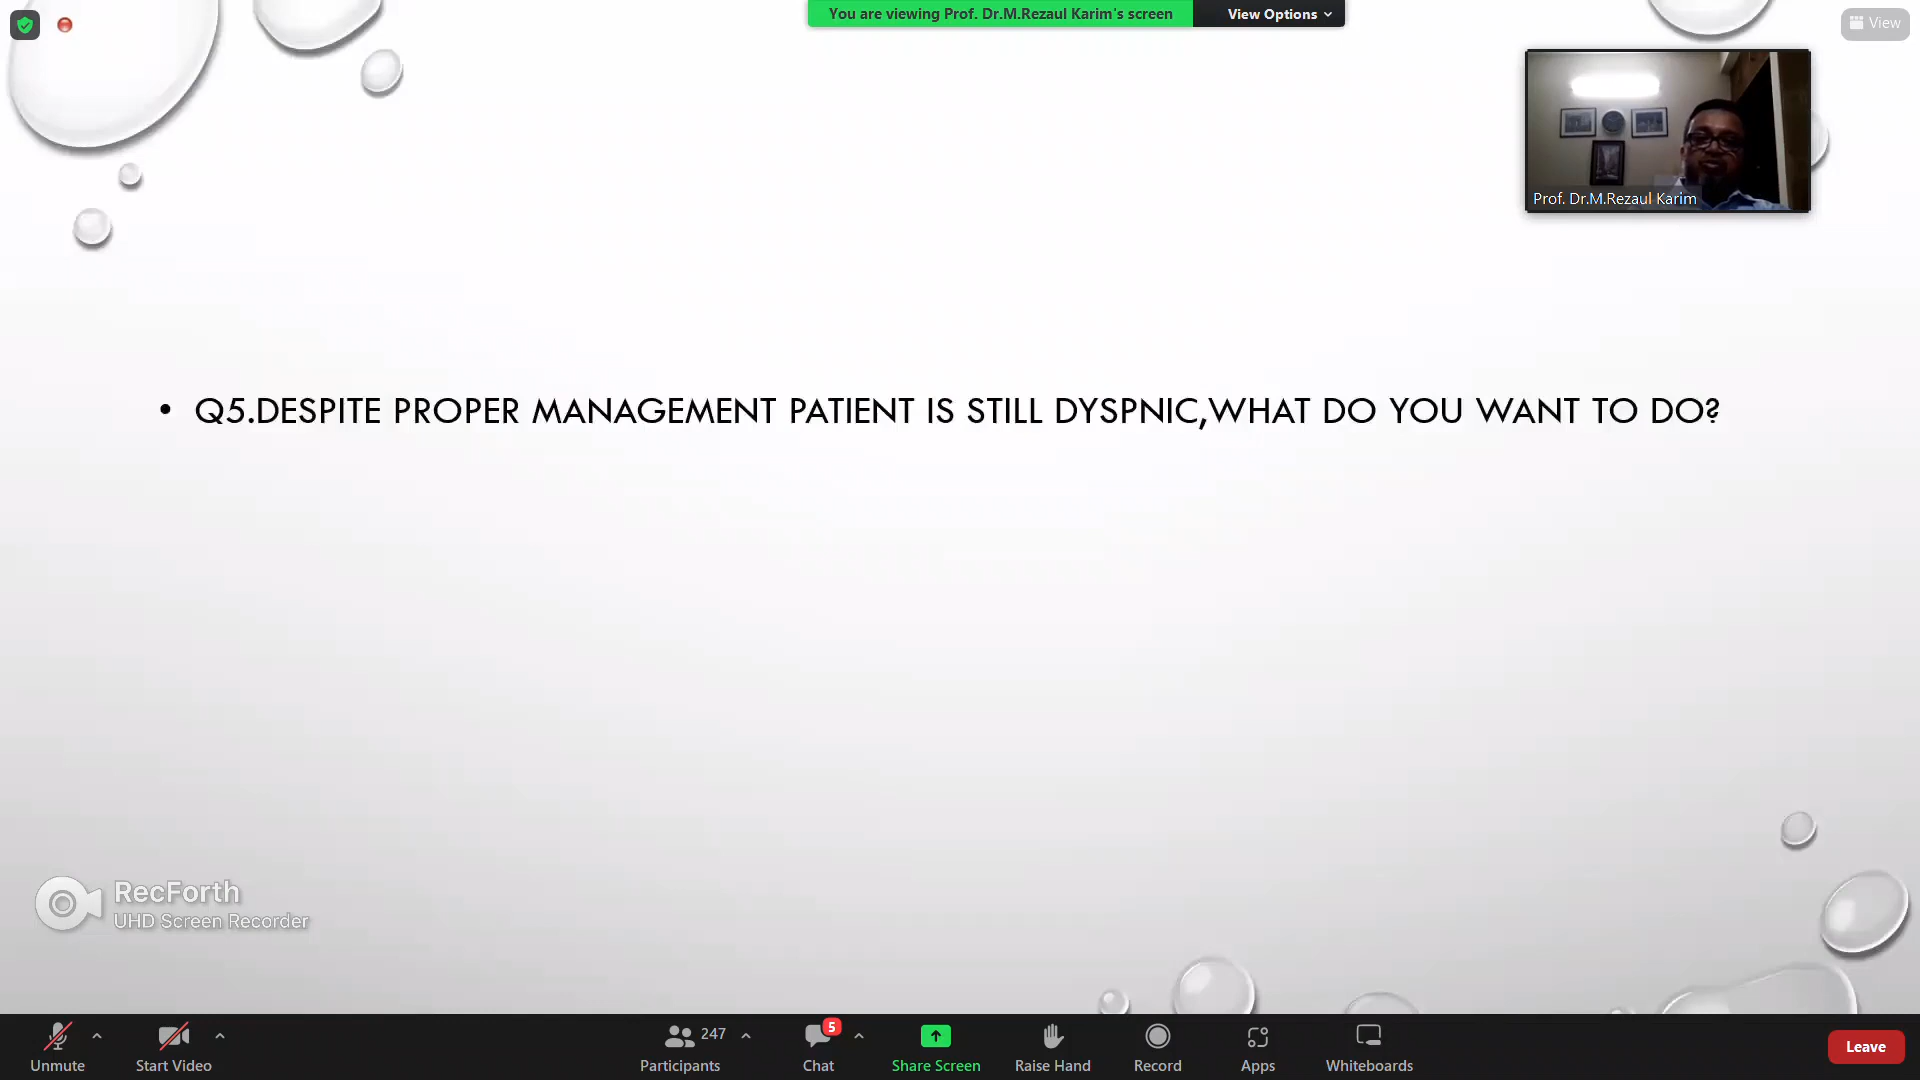 You are viewing Prof. Dr.M.Rezaul Karim's screen
View Options
View
Prof. Dr.M.Rezaul Karim
• Q5.DESPITE PROPER MANAGEMENT PATIENT IS STILL DYSPNIC,WHAT DO YOU WANT TO DO?
RecForth
UHD Screen Recorder
Unmute
Start Video
247
Participants
5
Chat
Share Screen
Raise Hand
Record
Apps
Whiteboards
Leave